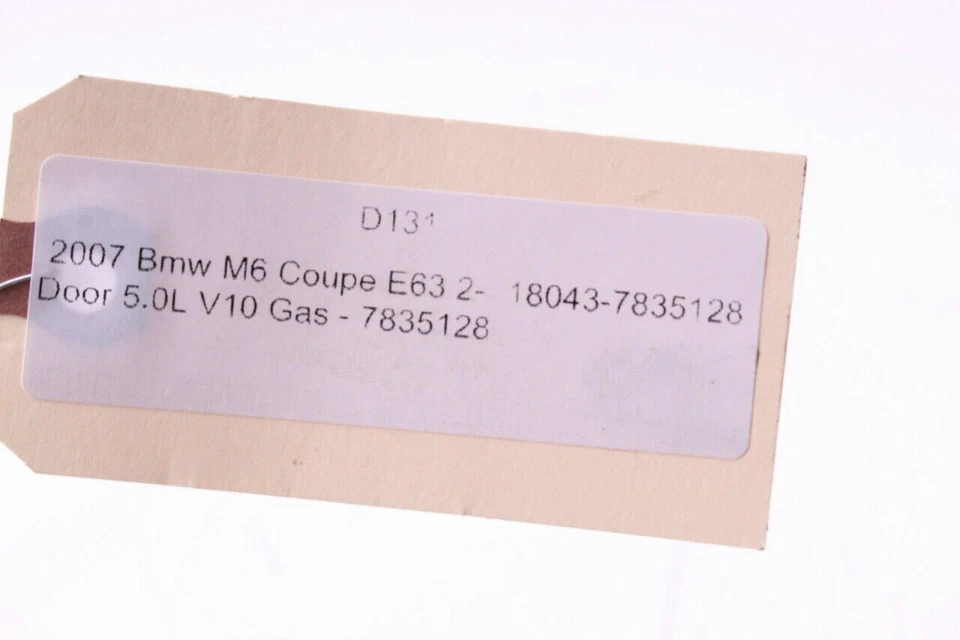 D131
2007 Bmw M6 Coupe E63 2- 18043-7835128
Door 5.0L V10 Gas - 7835128